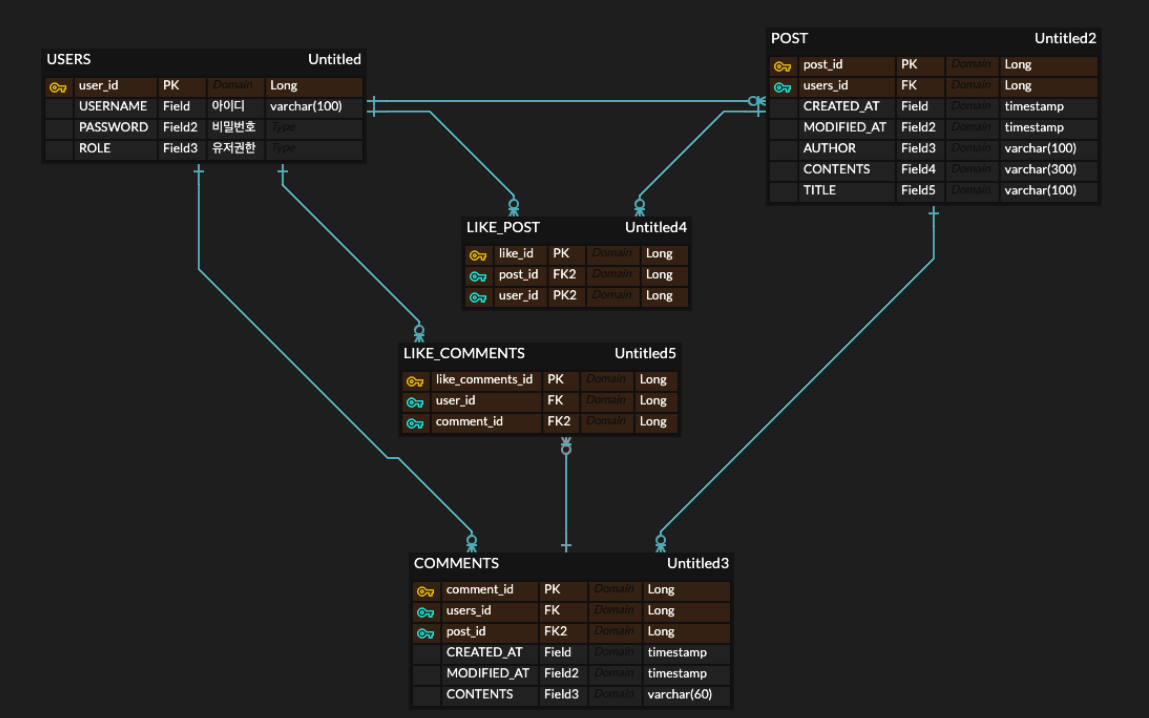 USERS Untitled
user_id PK Domain Long
USERNAME Field 아이디 varchar(100)
PASSWORD Field2 비밀번호 Type
ROLE Field3 유저권한 Type
POST Untitled2
post_id PK Domain Long
users_id FK Domain Long
CREATED_AT Field Domain timestamp
MODIFIED_AT Field2 Domain timestamp
AUTHOR Field3 Domain varchar(100)
CONTENTS Field4 Domain varchar(300)
TITLE Field5 Domain varchar(100)
LIKE_POST Untitled4
like_id PK Domain Long
post_id FK2 Domain Long
user_id PK2 Domain Long
LIKE_COMMENTS Untitled5
like_comments_id PK Domain Long
user_id FK Domain Long
comment_id FK2 Domain Long
COMMENTS Untitled3
comment_id PK Domain Long
users_id FK Domain Long
post_id FK2 Domain Long
CREATED_AT Field Domain timestamp
MODIFIED_AT Field2 Domain timestamp
CONTENTS Field3 Domain varchar(60)